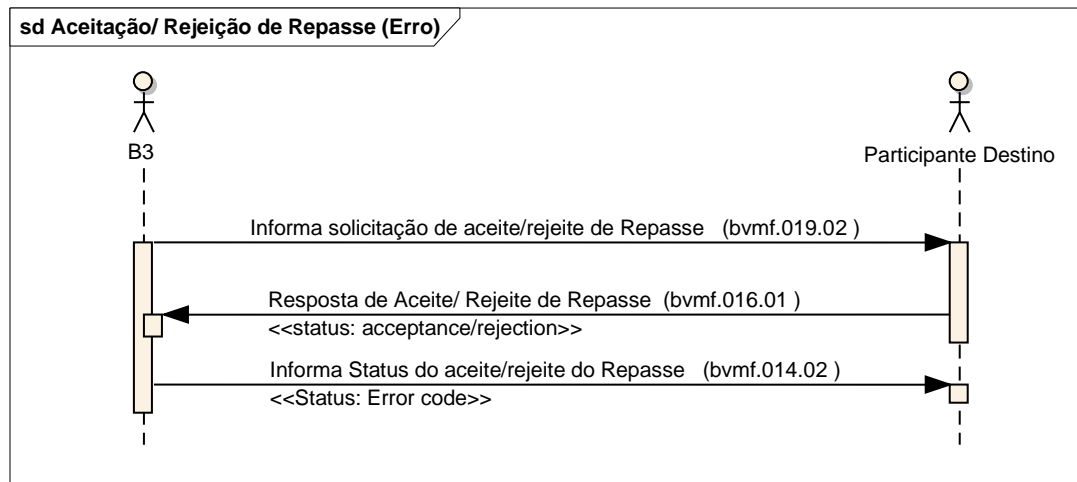 sd Aceitação/ Rejeição de Repasse (Erro)
B3
Participante Destino
Informa solicitação de aceite/rejeite de Repasse (bvmf.019.02 )
Resposta de Aceite/ Rejeite de Repasse (bvmf.016.01 )
<<status: acceptance/rejection>>
Informa Status do aceite/rejeite do Repasse (bvmf.014.02 )
<<Status: Error code>>